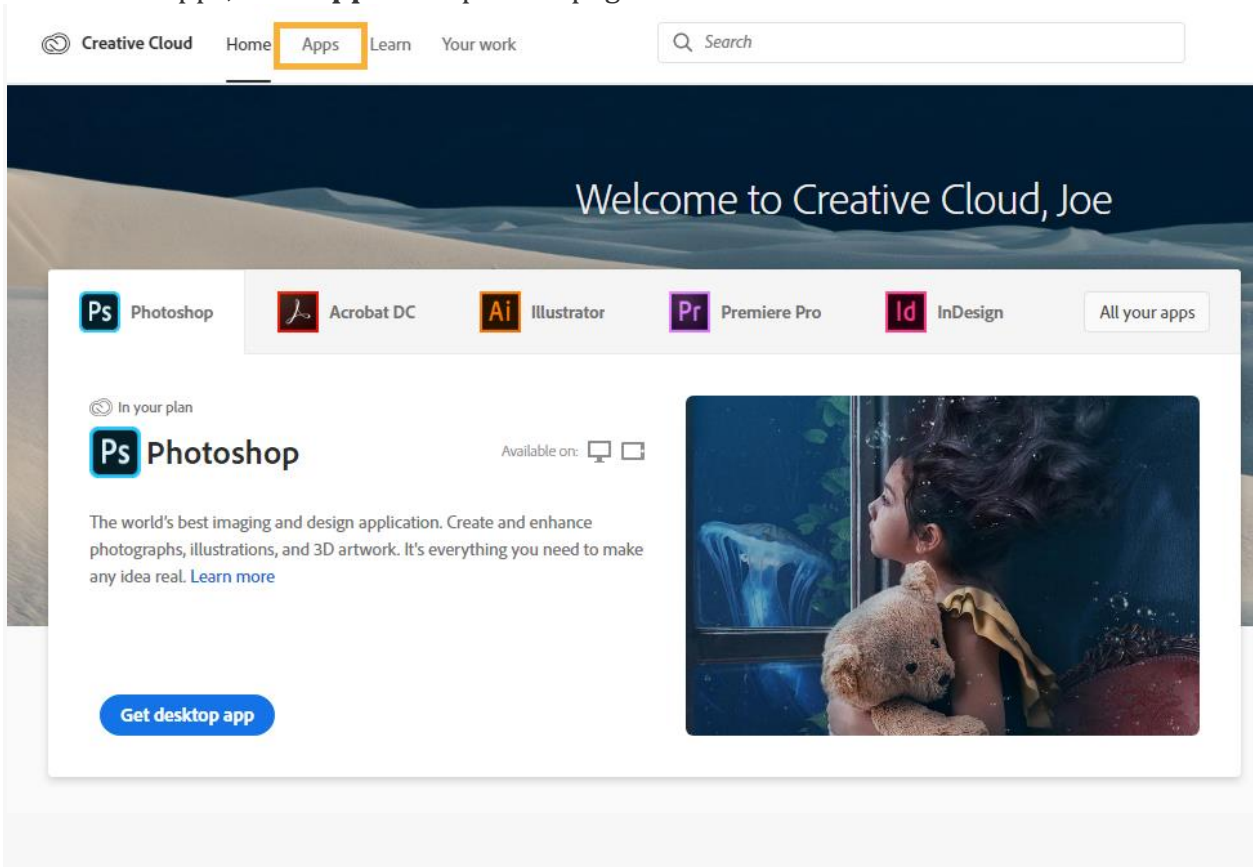 Creative Cloud Home Apps Learn Your work Search
Welcome to Creative Cloud, Joe
Ps Photoshop Acrobat DC Ai Illustrator Pr Premiere Pro Id InDesign All your apps
In your plan
Ps Photoshop Available on:
The world's best imaging and design application. Create and enhance
photographs, illustrations, and 3D artwork. It's everything you need to make
any idea real. Learn more
Get desktop app